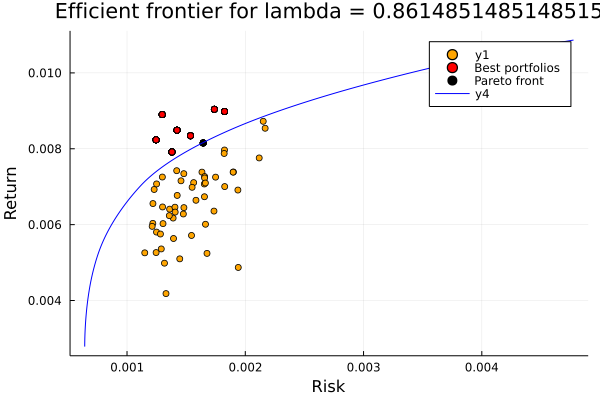 Efficient frontier for lambda = 0.8614851485148515
y1
Best portfolios
Pareto front
y4
0.010
0.008
0.006
0.004
Return
0.001
0.002
0.003
0.004
Risk